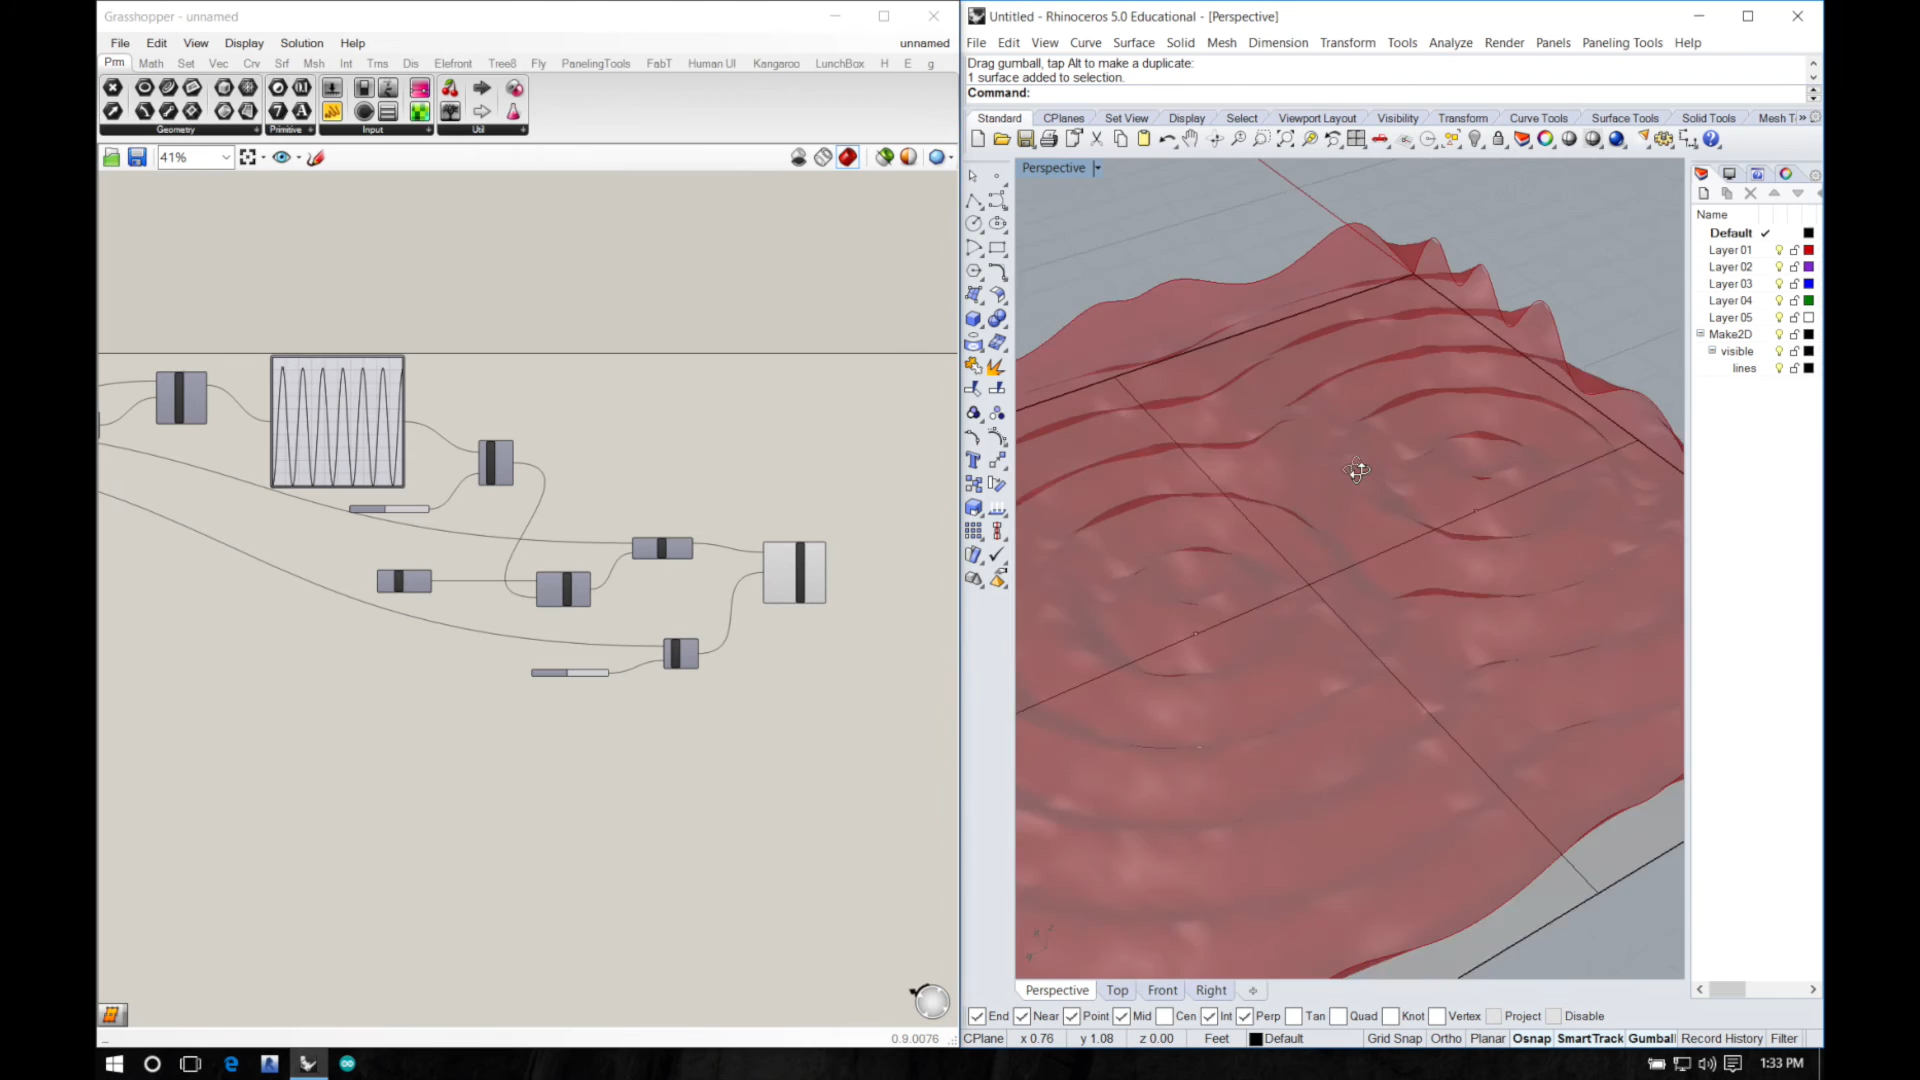 Grasshopper - unnamed
File Edit View Display Solution Help unnamed
Prm Math Set Vec Crv Srf Msh Int Trns Dis Elefront Tree8 Fly PanelingTools FabT Human UI Kangaroo LunchBox H E g
Geometry Primitive Input Util
41%
0.9.0076
Untitled - Rhinoceros 5.0 Educational - [Perspective]
File Edit View Curve Surface Solid Mesh Dimension Transform Tools Analyze Render Panels Paneling Tools Help
Drag gumball, tap Alt to make a duplicate:
1 surface added to selection.
Command:
Standard CPlanes Set View Display Select Viewport Layout Visibility Transform Curve Tools Surface Tools Solid Tools Mesh T
Perspective
Name
Default
Layer 01
Layer 02
Layer 03
Layer 04
Layer 05
Make2D
visible
lines
Perspective Top Front Right
End Near Point Mid Cen Int Perp Tan Quad Knot Vertex Project Disable
CPlane x 0.76 y 1.08 z 0.00 Feet Default Grid Snap Ortho Planar Osnap SmartTrack Gumball Record History Filter
1:33 PM